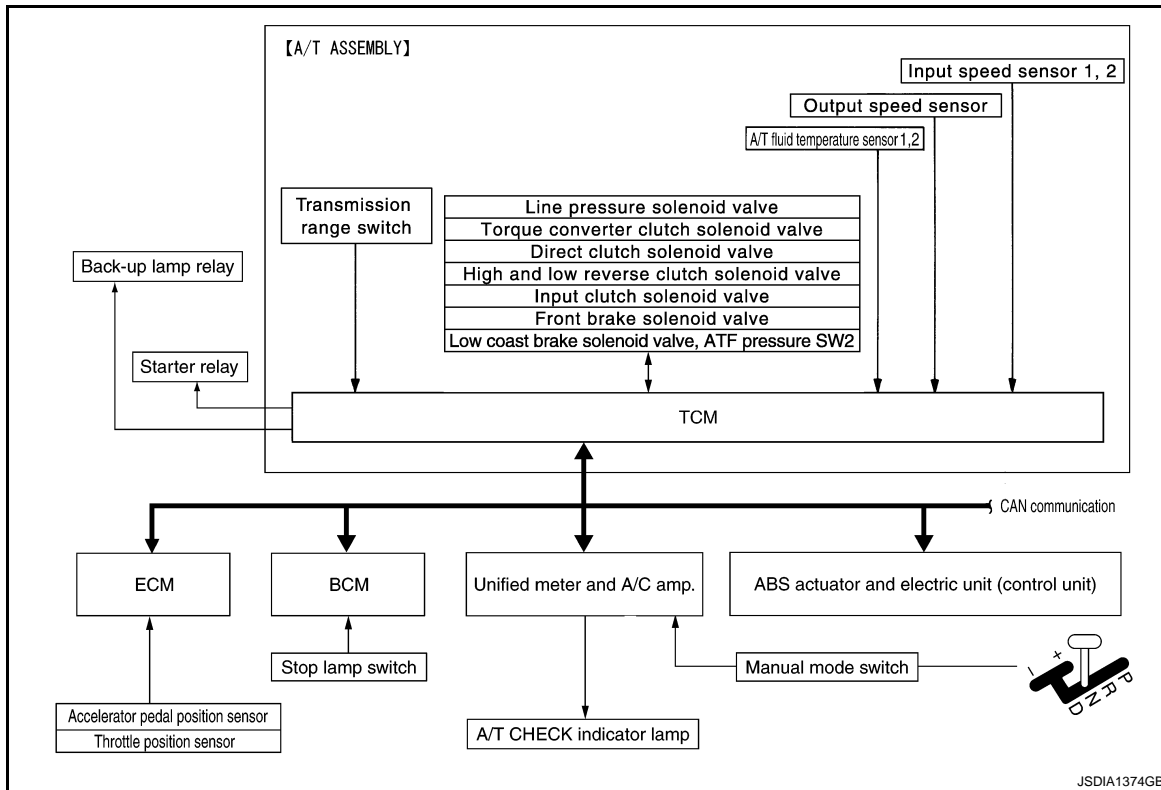 【A/T ASSEMBLY】
Input speed sensor 1, 2
Output speed sensor
A/T fluid temperature sensor 1,2
Transmission
range switch
Line pressure solenoid valve
Torque converter clutch solenoid valve
Direct clutch solenoid valve
High and low reverse clutch solenoid valve
Input clutch solenoid valve
Front brake solenoid valve
Low coast brake solenoid valve, ATF pressure SW2
Back-up lamp relay
Starter relay
TCM
CAN communication
ECM
BCM
Unified meter and A/C amp.
ABS actuator and electric unit (control unit)
Stop lamp switch
Manual mode switch
+
−
P R N D
Accelerator pedal position sensor
Throttle position sensor
A/T CHECK indicator lamp
JSDIA1374GB